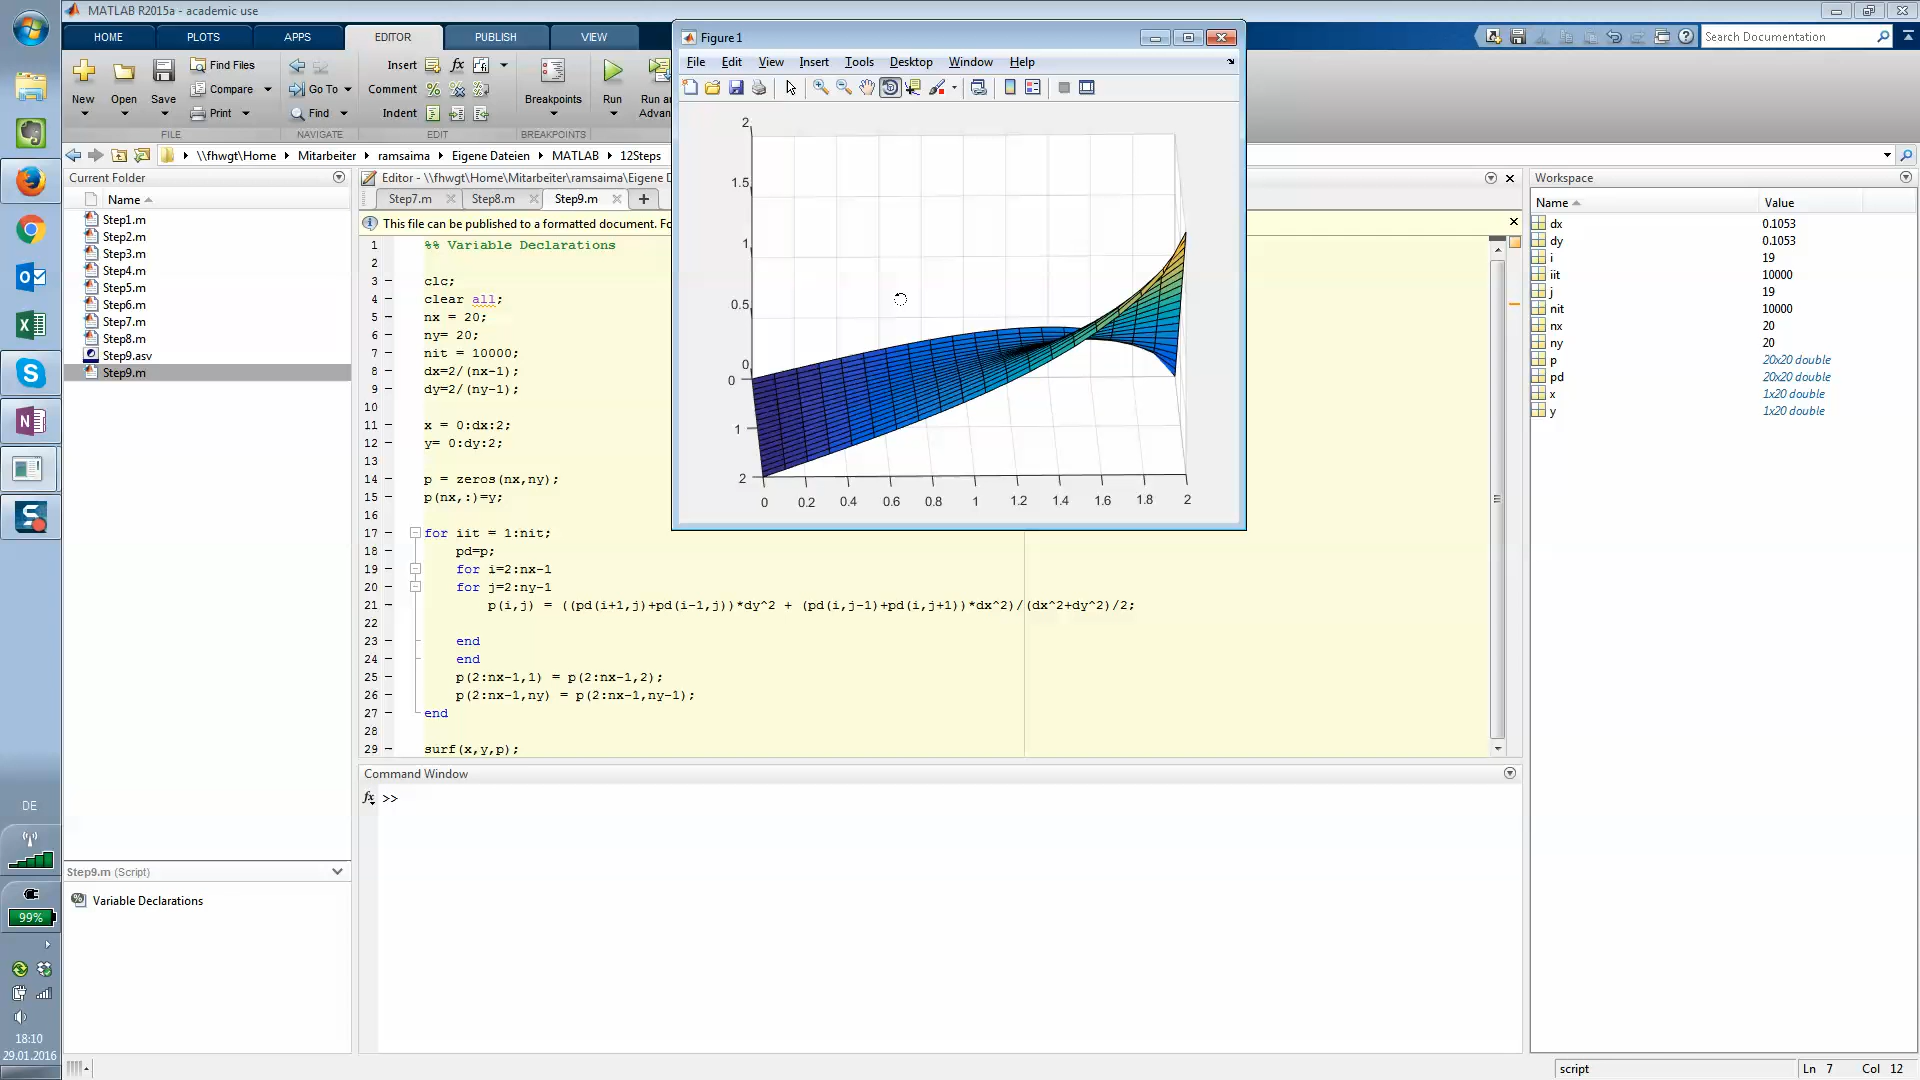 MATLAB R2015a - academic use
HOME PLOTS APPS EDITOR PUBLISH VIEW
Search Documentation
New Open Save Find Files Compare Print
Go To Find
Insert fx
Comment
Indent
Breakpoints Run Run an
Advan
FILE NAVIGATE EDIT BREAKPOINTS
\\fhwgt\Home Mitarbeiter ramsaima Eigene Dateien MATLAB 12Steps
Current Folder
Name
Step1.m
Step2.m
Step3.m
Step4.m
Step5.m
Step6.m
Step7.m
Step8.m
Step9.asv
Step9.m
Step9.m (Script)
Variable Declarations
Editor - \\fhwgt\Home\Mitarbeiter\ramsaima\Eigene D
Step7.m Step8.m Step9.m +
This file can be published to a formatted document. Fo
1 %% Variable Declarations
2
3 clc;
4 clear all;
5 nx = 20;
6 ny= 20;
7 nit = 10000;
8 dx=2/(nx-1);
9 dy=2/(ny-1);
10
11 x = 0:dx:2;
12 y= 0:dy:2;
13
14 p = zeros(nx,ny);
15 p(nx,:)=y;
16
17 for iit = 1:nit;
18 pd=p;
19 for i=2:nx-1
20 for j=2:ny-1
21 p(i,j) = ((pd(i+1,j)+pd(i-1,j))*dy^2 + (pd(i,j-1)+pd(i,j+1))*dx^2)/(dx^2+dy^2)/2;
22
23 end
24 end
25 p(2:nx-1,1) = p(2:nx-1,2);
26 p(2:nx-1,ny) = p(2:nx-1,ny-1);
27 end
28
29 surf(x,y,p);
Command Window
fx >>
Figure 1
File Edit View Insert Tools Desktop Window Help
2
1.5
1
0.5
0
0
1
2
0 0.2 0.4 0.6 0.8 1 1.2 1.4 1.6 1.8 2
Workspace
Name Value
dx 0.1053
dy 0.1053
i 19
iit 10000
j 19
nit 10000
nx 20
ny 20
p 20x20 double
pd 20x20 double
x 1x20 double
y 1x20 double
DE
99%
18:10
29.01.2016
script Ln 7 Col 12